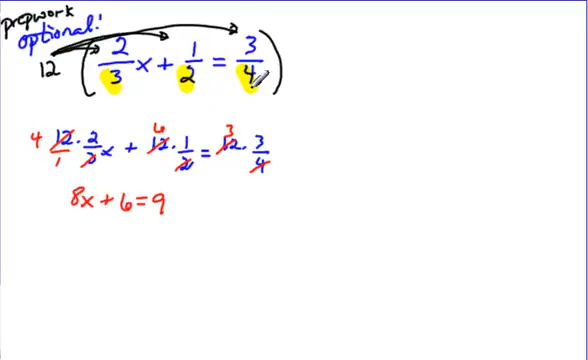 prepwork
optional!
12 ( 2/3 x + 1/2 = 3/4 )
4 12/1 · 2/3 x + 6 12 · 1/2 = 3 12 · 3/4
8x + 6 = 9